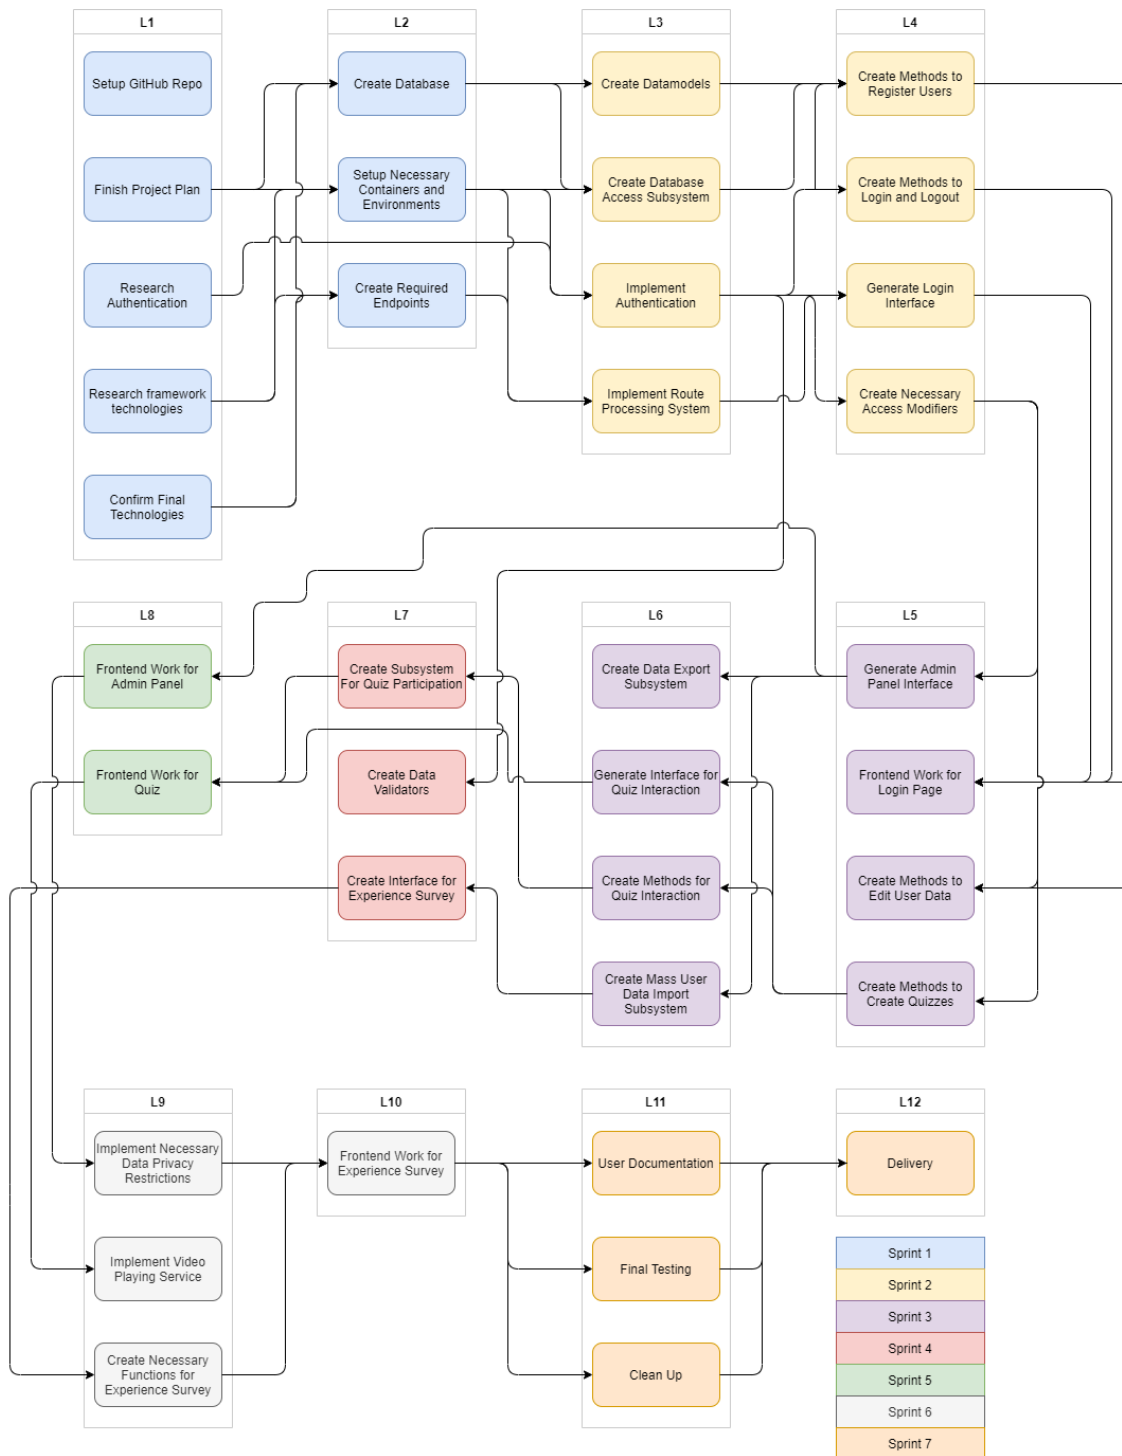 L1
Setup GitHub Repo
Finish Project Plan
Research
Authentication
Research framework
technologies
Confirm Final
Technologies
L2
Create Database
Setup Necessary
Containers and
Environments
Create Required
Endpoints
L3
Create Datamodels
Create Database
Access Subsystem
Implement
Authentication
Implement Route
Processing System
L4
Create Methods to
Register Users
Create Methods to
Login and Logout
Generate Login
Interface
Create Necessary
Access Modifiers
L8
Frontend Work for
Admin Panel
Frontend Work for
Quiz
L7
Create Subsystem
For Quiz Participation
Create Data
Validators
Create Interface for
Experience Survey
L6
Create Data Export
Subsystem
Generate Interface for
Quiz Interaction
Create Methods for
Quiz Interaction
Create Mass User
Data Import
Subsystem
L5
Generate Admin
Panel Interface
Frontend Work for
Login Page
Create Methods to
Edit User Data
Create Methods to
Create Quizzes
L9
Implement Necessary
Data Privacy
Restrictions
Implement Video
Playing Service
Create Necessary
Functions for
Experience Survey
L10
Frontend Work for
Experience Survey
L11
User Documentation
Final Testing
Clean Up
L12
Delivery
Sprint 1
Sprint 2
Sprint 3
Sprint 4
Sprint 5
Sprint 6
Sprint 7